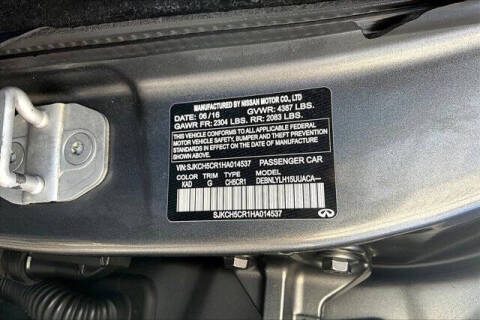 MANUFACTURED BY NISSAN MOTOR CO., LTD
DATE: 06/16 GVWR: 4387 LBS.
GAWR FR: 2304 LBS. RR: 2083 LBS.
THIS VEHICLE CONFORMS TO ALL APPLICABLE FEDERAL
MOTOR VEHICLE SAFETY, BUMPER AND THEFT PREVENTION
STANDARDS IN EFFECT ON THE DATE OF MANUFACTURE SHOWN ABOVE.
VIN: SJKCH5CR1HA014537 PASSENGER CAR
COLOR TRIM TYPE MODEL
KAD G CH5CR1 DEBNLYLH15UUACA---
SJKCH5CR1HA014537